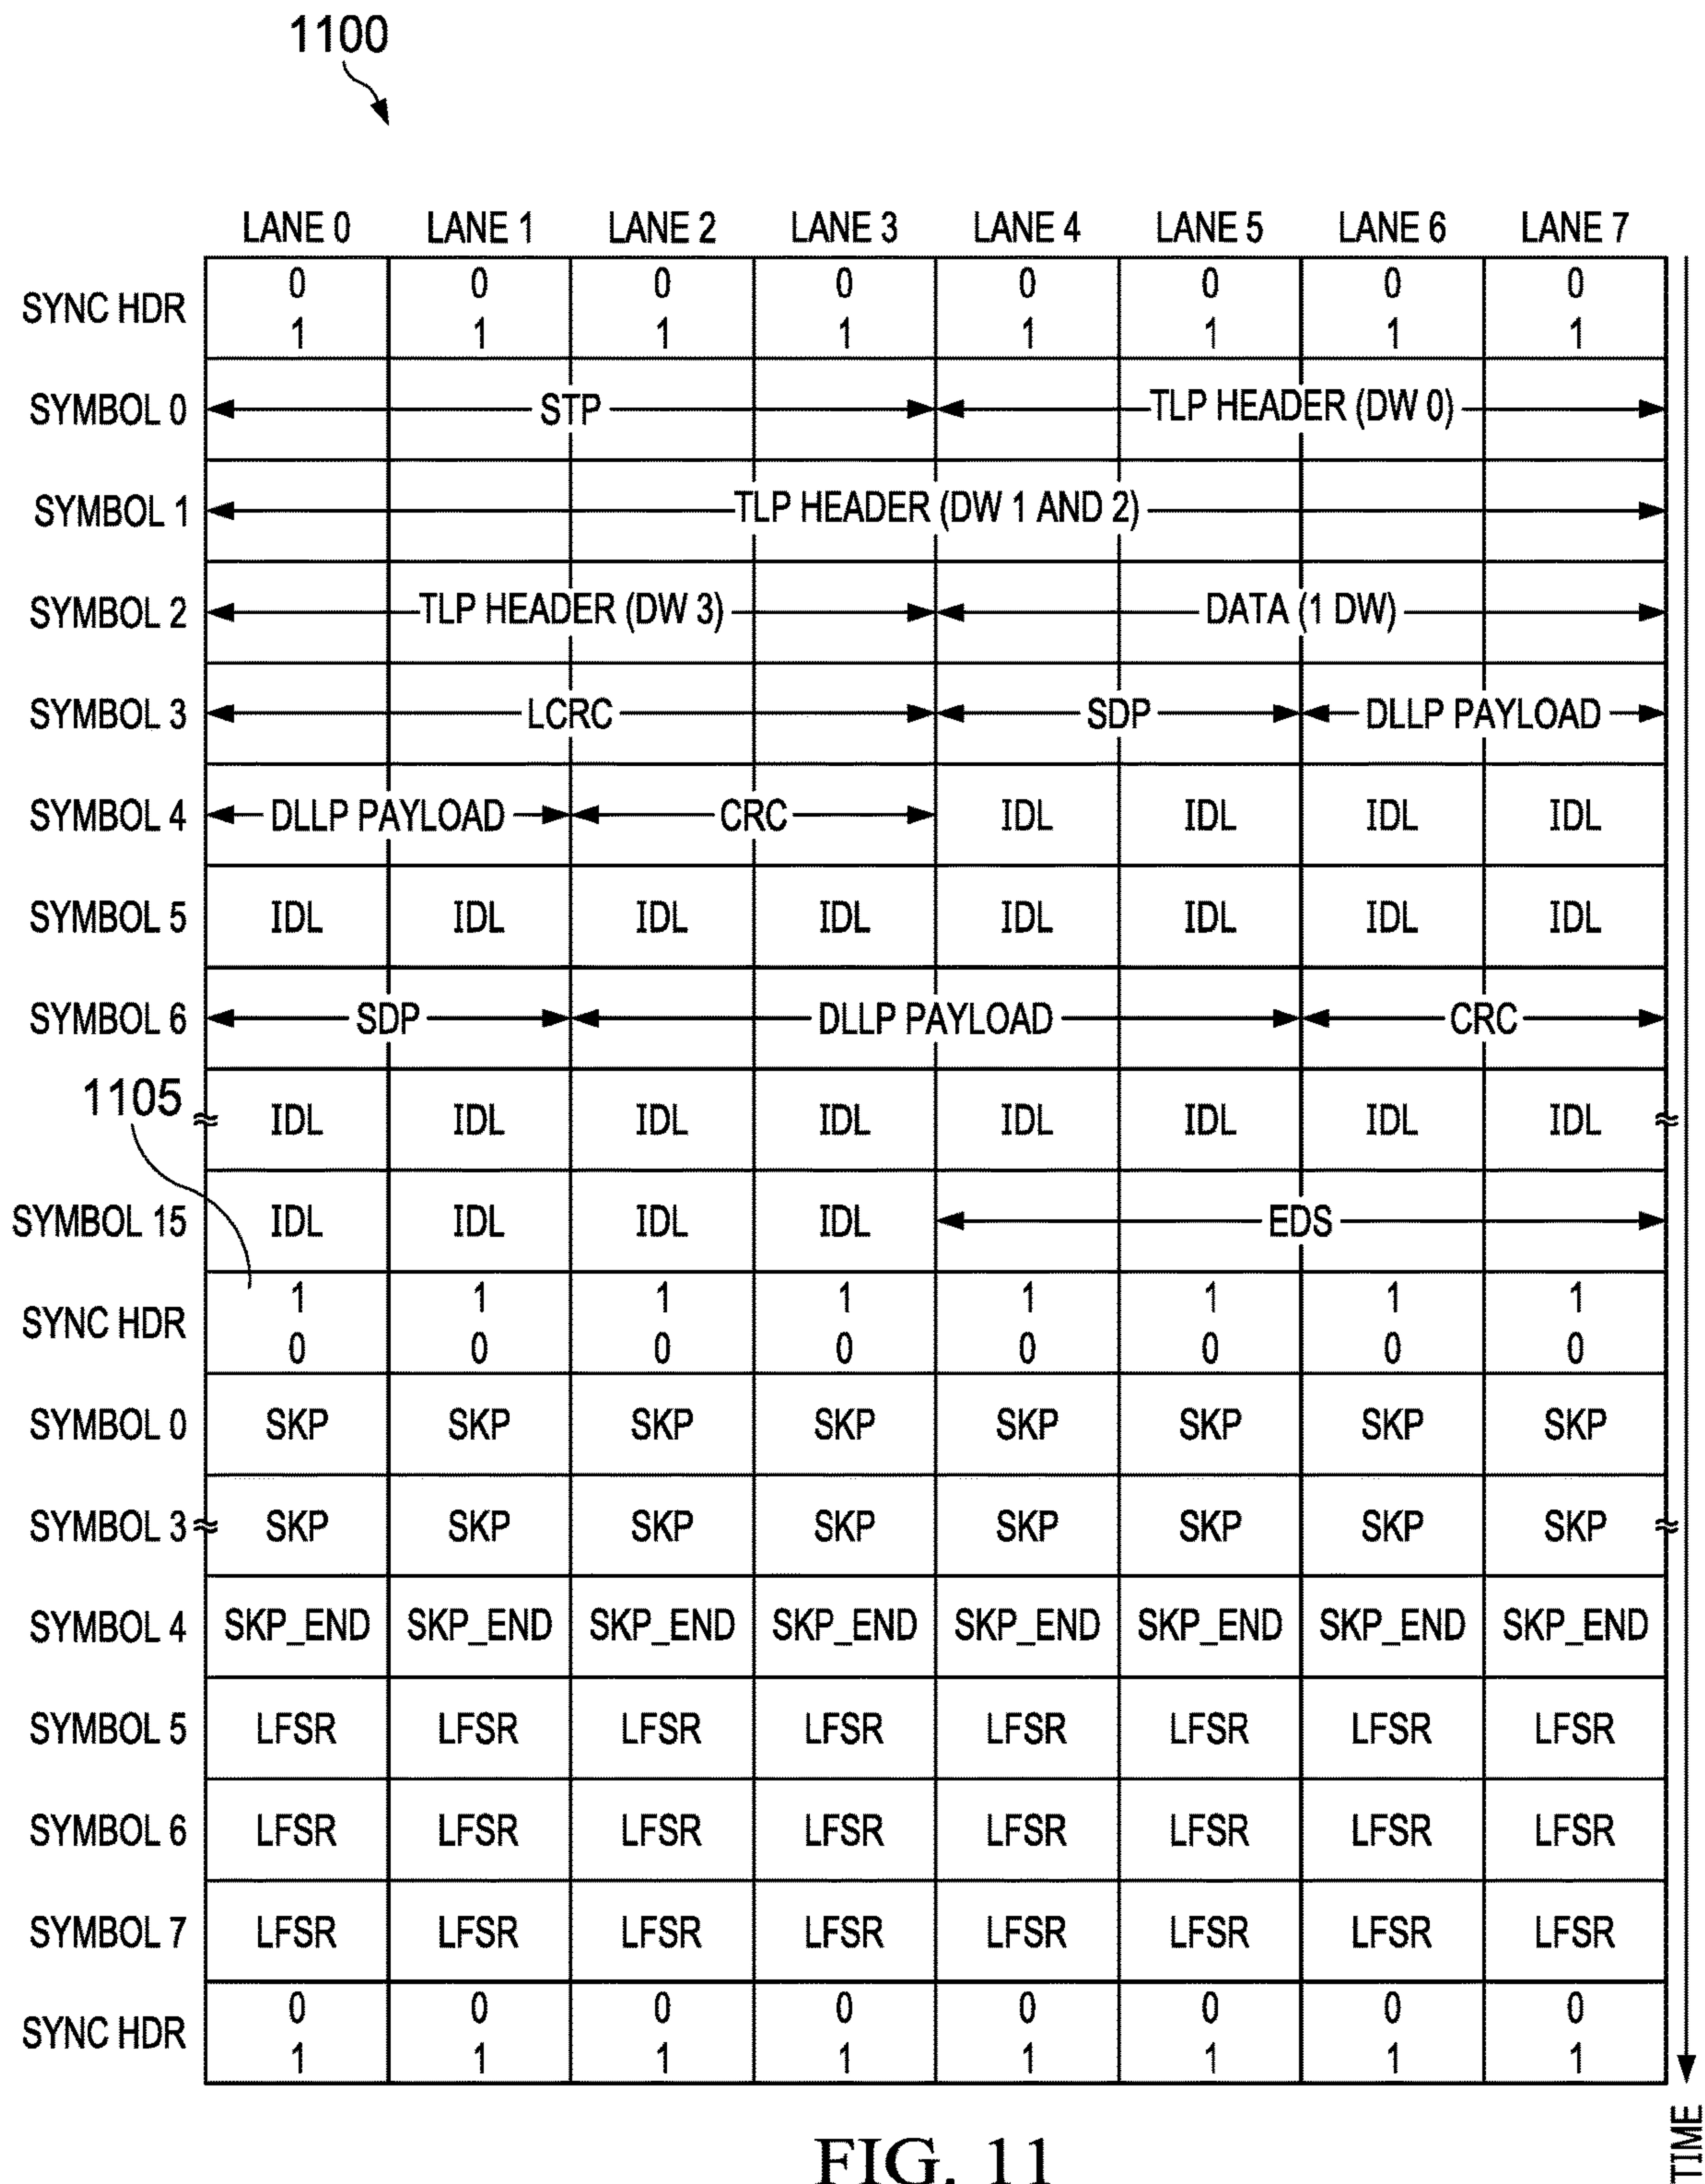 1100
LANE 0 LANE 1 LANE 2 LANE 3 LANE 4 LANE 5 LANE 6 LANE 7
SYNC HDR 0 0 0 0 0 0 0 0
1 1 1 1 1 1 1 1
SYMBOL 0 STP TLP HEADER (DW 0)
SYMBOL 1 TLP HEADER (DW 1 AND 2)
SYMBOL 2 TLP HEADER (DW 3) DATA (1 DW)
SYMBOL 3 LCRC SDP DLLP PAYLOAD
SYMBOL 4 DLLP PAYLOAD CRC IDL IDL IDL IDL
SYMBOL 5 IDL IDL IDL IDL IDL IDL IDL IDL
SYMBOL 6 SDP DLLP PAYLOAD CRC
1105 IDL IDL IDL IDL IDL IDL IDL IDL
SYMBOL 15 IDL IDL IDL IDL EDS
SYNC HDR 1 1 1 1 1 1 1 1
0 0 0 0 0 0 0 0
SYMBOL 0 SKP SKP SKP SKP SKP SKP SKP SKP
SYMBOL 3 SKP SKP SKP SKP SKP SKP SKP SKP
SYMBOL 4 SKP_END SKP_END SKP_END SKP_END SKP_END SKP_END SKP_END SKP_END
SYMBOL 5 LFSR LFSR LFSR LFSR LFSR LFSR LFSR LFSR
SYMBOL 6 LFSR LFSR LFSR LFSR LFSR LFSR LFSR LFSR
SYMBOL 7 LFSR LFSR LFSR LFSR LFSR LFSR LFSR LFSR
SYNC HDR 0 0 0 0 0 0 0 0
1 1 1 1 1 1 1 1
TIME
FIG. 11